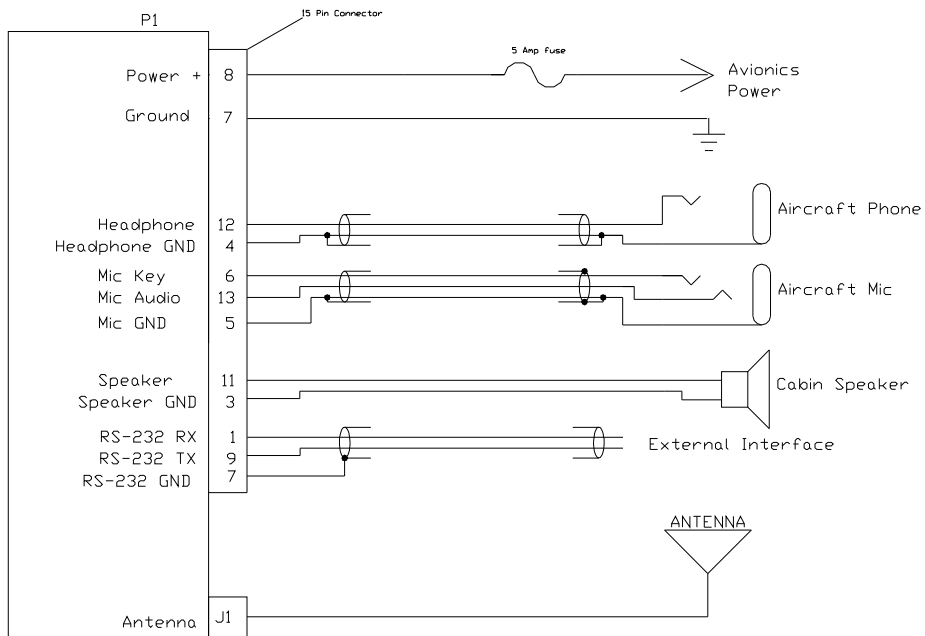 P1
15 Pin Connector
Power + 8
5 Amp fuse
Avionics
Power
Ground 7
Headphone 12
Headphone GND 4
Aircraft Phone
Mic Key 6
Mic Audio 13
Mic GND 5
Aircraft Mic
Speaker 11
Speaker GND 3
Cabin Speaker
RS-232 RX 1
RS-232 TX 9
RS-232 GND 7
External Interface
ANTENNA
Antenna J1